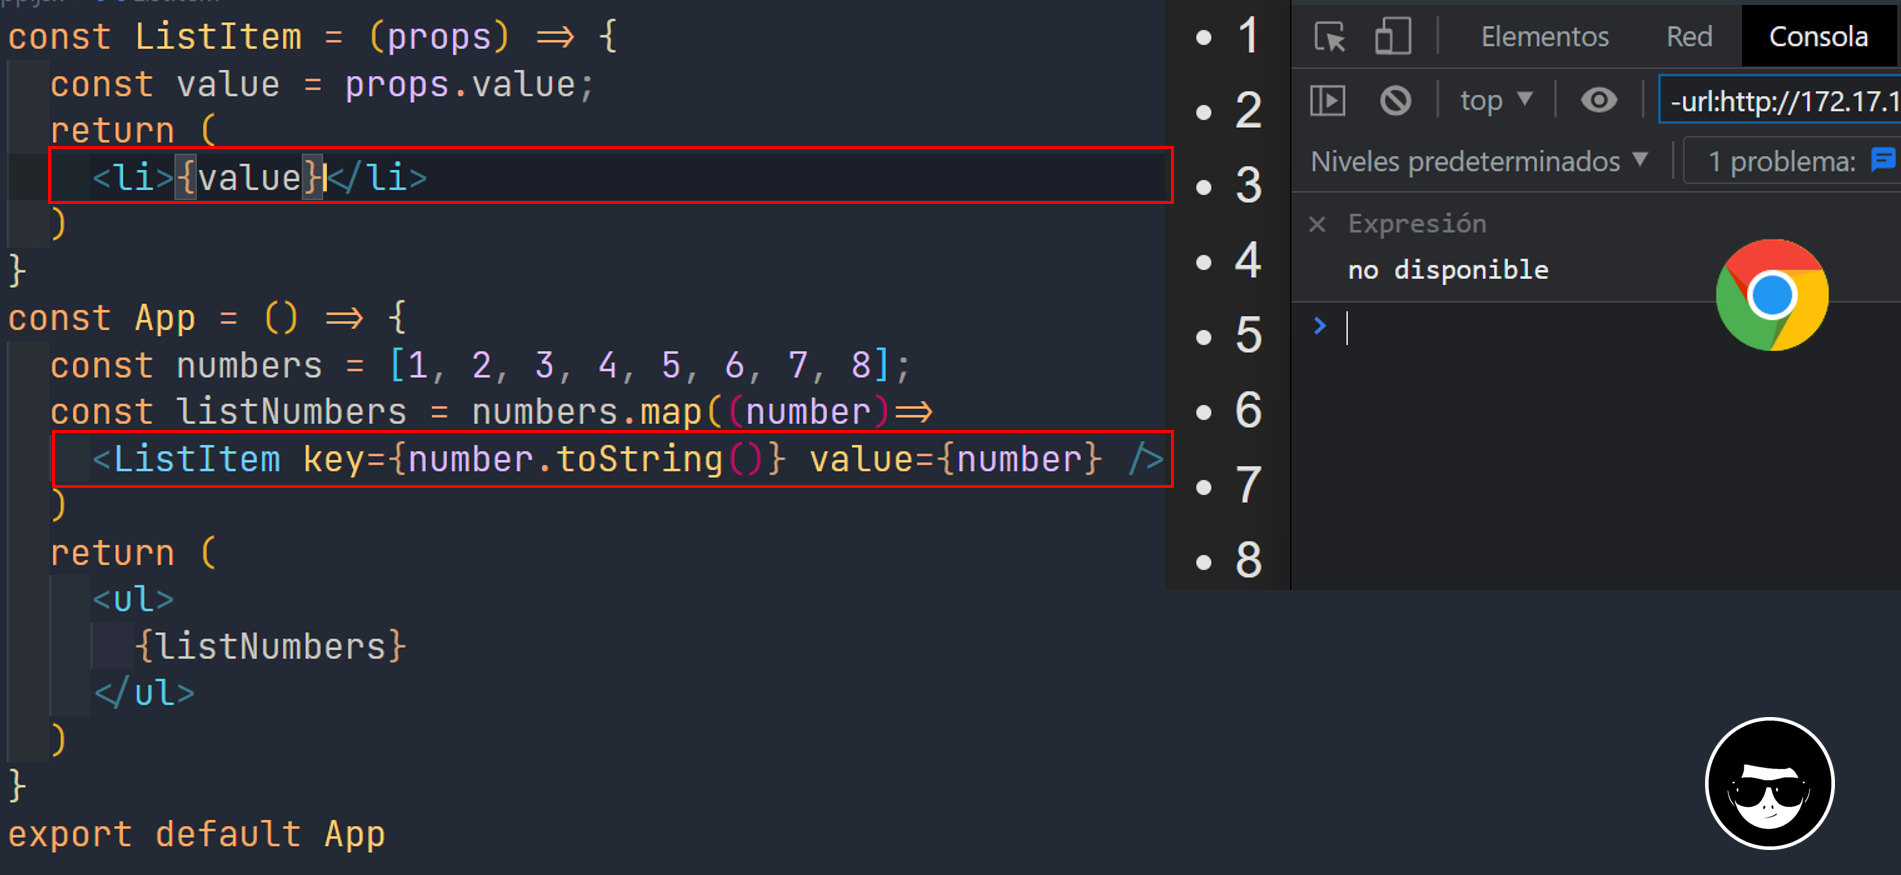 const ListItem = (props) => {
const value = props.value;
return (
<li>{value}</li>
)
}
const App = () => {
const numbers = [1, 2, 3, 4, 5, 6, 7, 8];
const listNumbers = numbers.map((number)=>
<ListItem key={number.toString()} value={number} />
)
return (
<ul>
{listNumbers}
</ul>
)
}
export default App
• 1
• 2
• 3
• 4
• 5
• 6
• 7
• 8
Elementos Red Consola
top ▼ -url:http://172.17.1
Niveles predeterminados ▼ 1 problema:
× Expresión
no disponible
>